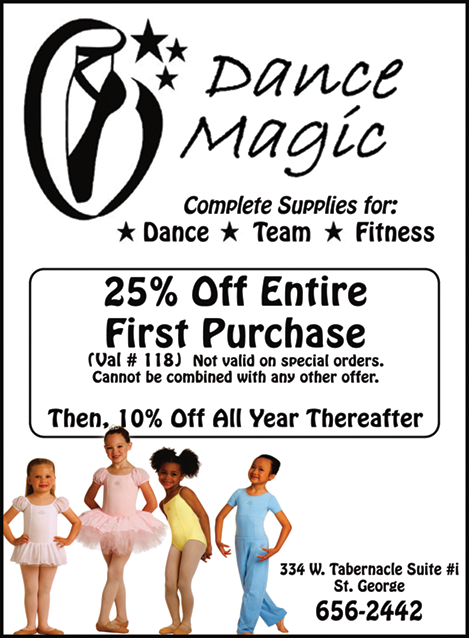 Dance
Magic
Complete Supplies for:
★ Dance ★ Team ★ Fitness
25% Off Entire
First Purchase
(Val # 118) Not valid on special orders.
Cannot be combined with any other offer.
Then, 10% Off All Year Thereafter
334 W. Tabernacle Suite #i
St. George
656-2442